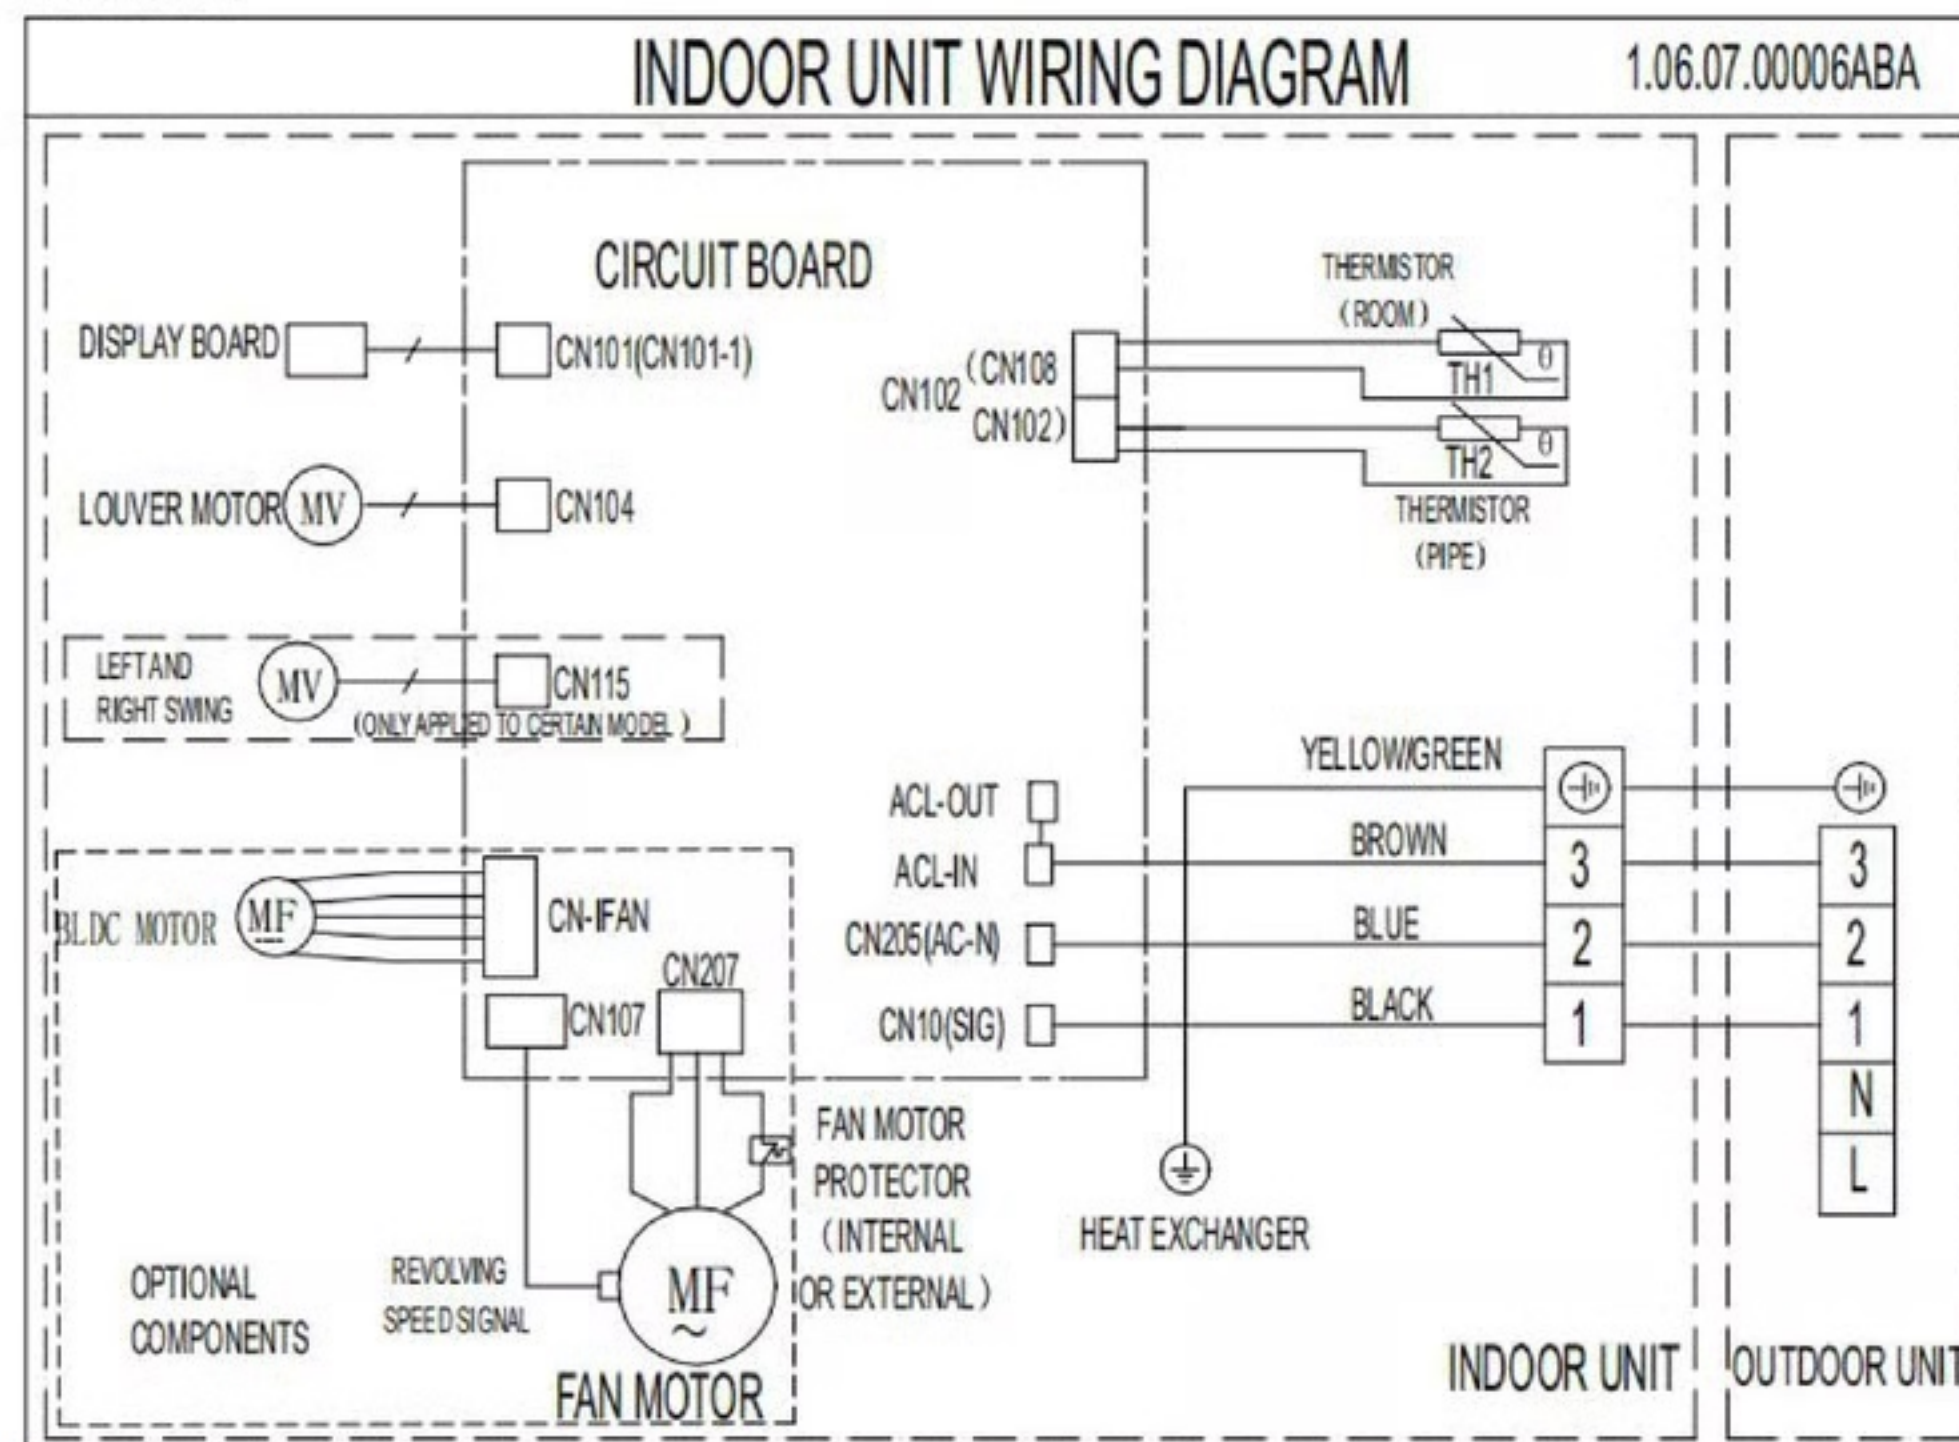 INDOOR UNIT WIRING DIAGRAM
1.06.07.00006ABA
CIRCUIT BOARD
DISPLAY BOARD
CN101(CN101-1)
CN102
(CN108
CN102)
THERMISTOR
(ROOM)
TH1
θ
TH2
θ
THERMISTOR
(PIPE)
LOUVER MOTOR
MV
CN104
LEFT AND
RIGHT SWING
MV
CN115
(ONLY APPLIED TO CERTAIN MODEL)
ACL-OUT
ACL-IN
CN205(AC-N)
CN10(SIG)
YELLOW/GREEN
BROWN
BLUE
BLACK
3
2
1
3
2
1
N
L
BLDC MOTOR
MF
CN-IFAN
CN107
CN207
FAN MOTOR
PROTECTOR
(INTERNAL
OR EXTERNAL)
HEAT EXCHANGER
OPTIONAL
COMPONENTS
REVOLVING
SPEED SIGNAL
MF
~
FAN MOTOR
INDOOR UNIT
OUTDOOR UNIT